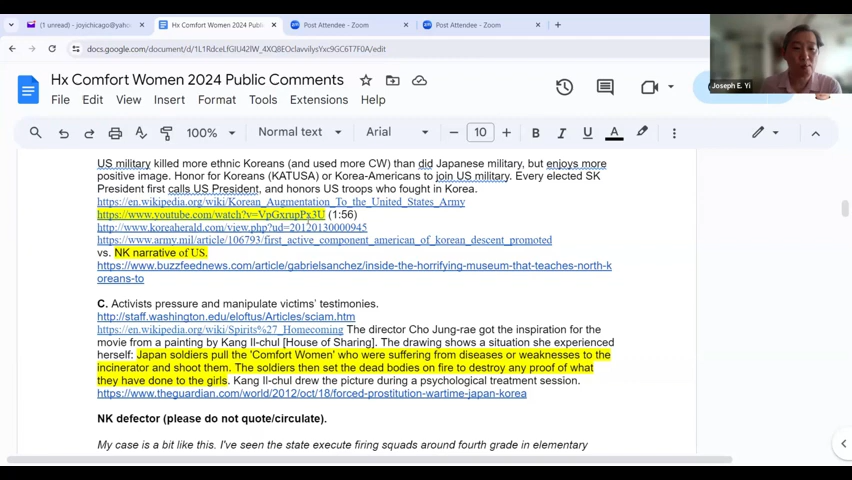 (1 unread) - joyichicago@yaho
Hx Comfort Women 2024 Publi
Post Attendee - Zoom
Post Attendee - Zoom
docs.google.com/document/d/1L1RdceLfGIU42lW_4XQ8EOclavvilysYxc9GC6T7F0A/edit
Joseph E. Yi
Hx Comfort Women 2024 Public Comments
File Edit View Insert Format Tools Extensions Help
100% Normal text Arial 10 B I U A
US military killed more ethnic Koreans (and used more CW) than did Japanese military, but enjoys more
positive image. Honor for Koreans (KATUSA) or Korea-Americans to join US military. Every elected SK
President first calls US President, and honors US troops who fought in Korea.
https://en.wikipedia.org/wiki/Korean_Augmentation_To_the_United_States_Army
https://www.youtube.com/watch?v=VpGxrupPx3U (1:56)
http://www.koreaherald.com/view.php?ud=20120130000945
https://www.army.mil/article/106793/first_active_component_american_of_korean_descent_promoted
vs. NK narrative of US.
https://www.buzzfeednews.com/article/gabrielsanchez/inside-the-horrifying-museum-that-teaches-north-k
oreans-to
C. Activists pressure and manipulate victims' testimonies.
http://staff.washington.edu/eloftus/Articles/sciam.htm
https://en.wikipedia.org/wiki/Spirits%27_Homecoming The director Cho Jung-rae got the inspiration for the
movie from a painting by Kang Il-chul [House of Sharing]. The drawing shows a situation she experienced
herself: Japan soldiers pull the 'Comfort Women' who were suffering from diseases or weaknesses to the
incinerator and shoot them. The soldiers then set the dead bodies on fire to destroy any proof of what
they have done to the girls. Kang Il-chul drew the picture during a psychological treatment session.
https://www.theguardian.com/world/2012/oct/18/forced-prostitution-wartime-japan-korea
NK defector (please do not quote/circulate).
My case is a bit like this. I've seen the state execute firing squads around fourth grade in elementary